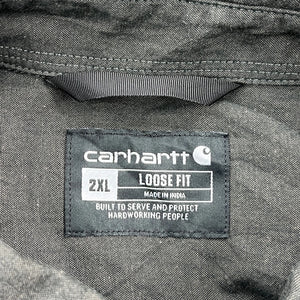 carhartt
2XL LOOSE FIT
MADE IN INDIA
BUILT TO SERVE AND PROTECT
HARDWORKING PEOPLE